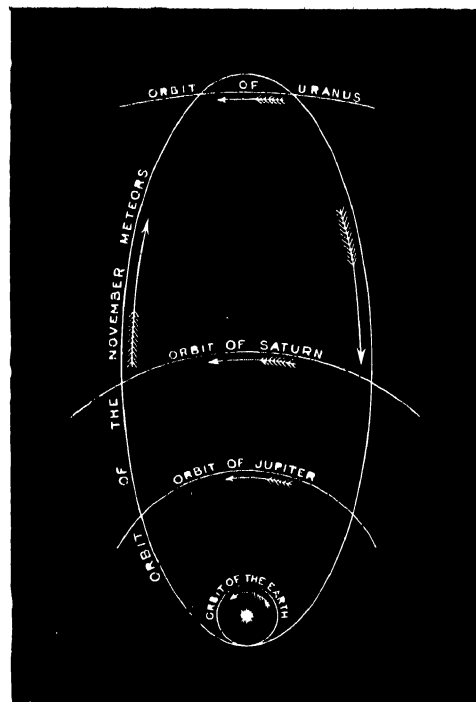 ORBIT OF URANUS
ORBIT OF THE NOVEMBER METEORS
ORBIT OF SATURN
ORBIT OF JUPITER
ORBIT OF THE EARTH